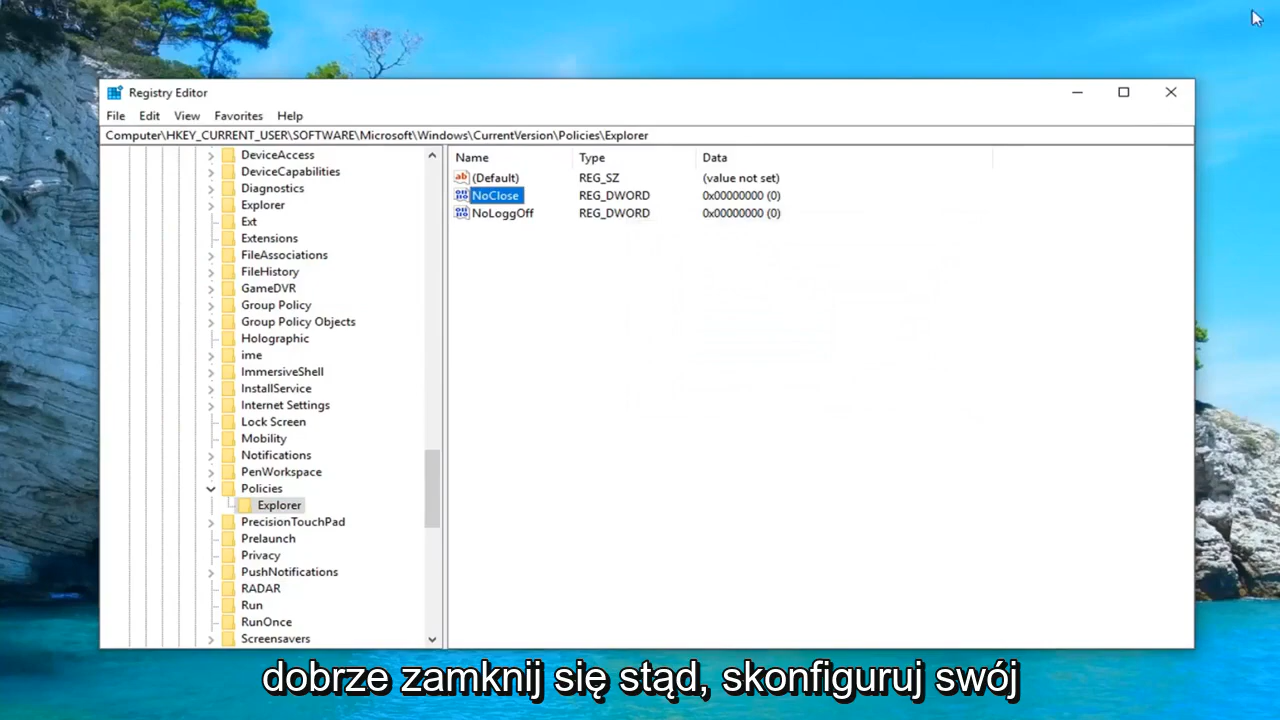 Registry Editor
File Edit View Favorites Help
Computer\HKEY_CURRENT_USER\SOFTWARE\Microsoft\Windows\CurrentVersion\Policies\Explorer
DeviceAccess
DeviceCapabilities
Diagnostics
Explorer
Ext
Extensions
FileAssociations
FileHistory
GameDVR
Group Policy
Group Policy Objects
Holographic
ime
ImmersiveShell
InstallService
Internet Settings
Lock Screen
Mobility
Notifications
PenWorkspace
Policies
Explorer
PrecisionTouchPad
Prelaunch
Privacy
PushNotifications
RADAR
Run
RunOnce
Screensavers
Name Type Data
(Default) REG_SZ (value not set)
NoClose REG_DWORD 0x00000000 (0)
NoLoggOff REG_DWORD 0x00000000 (0)
dobrze zamknij się stąd, skonfiguruj swój